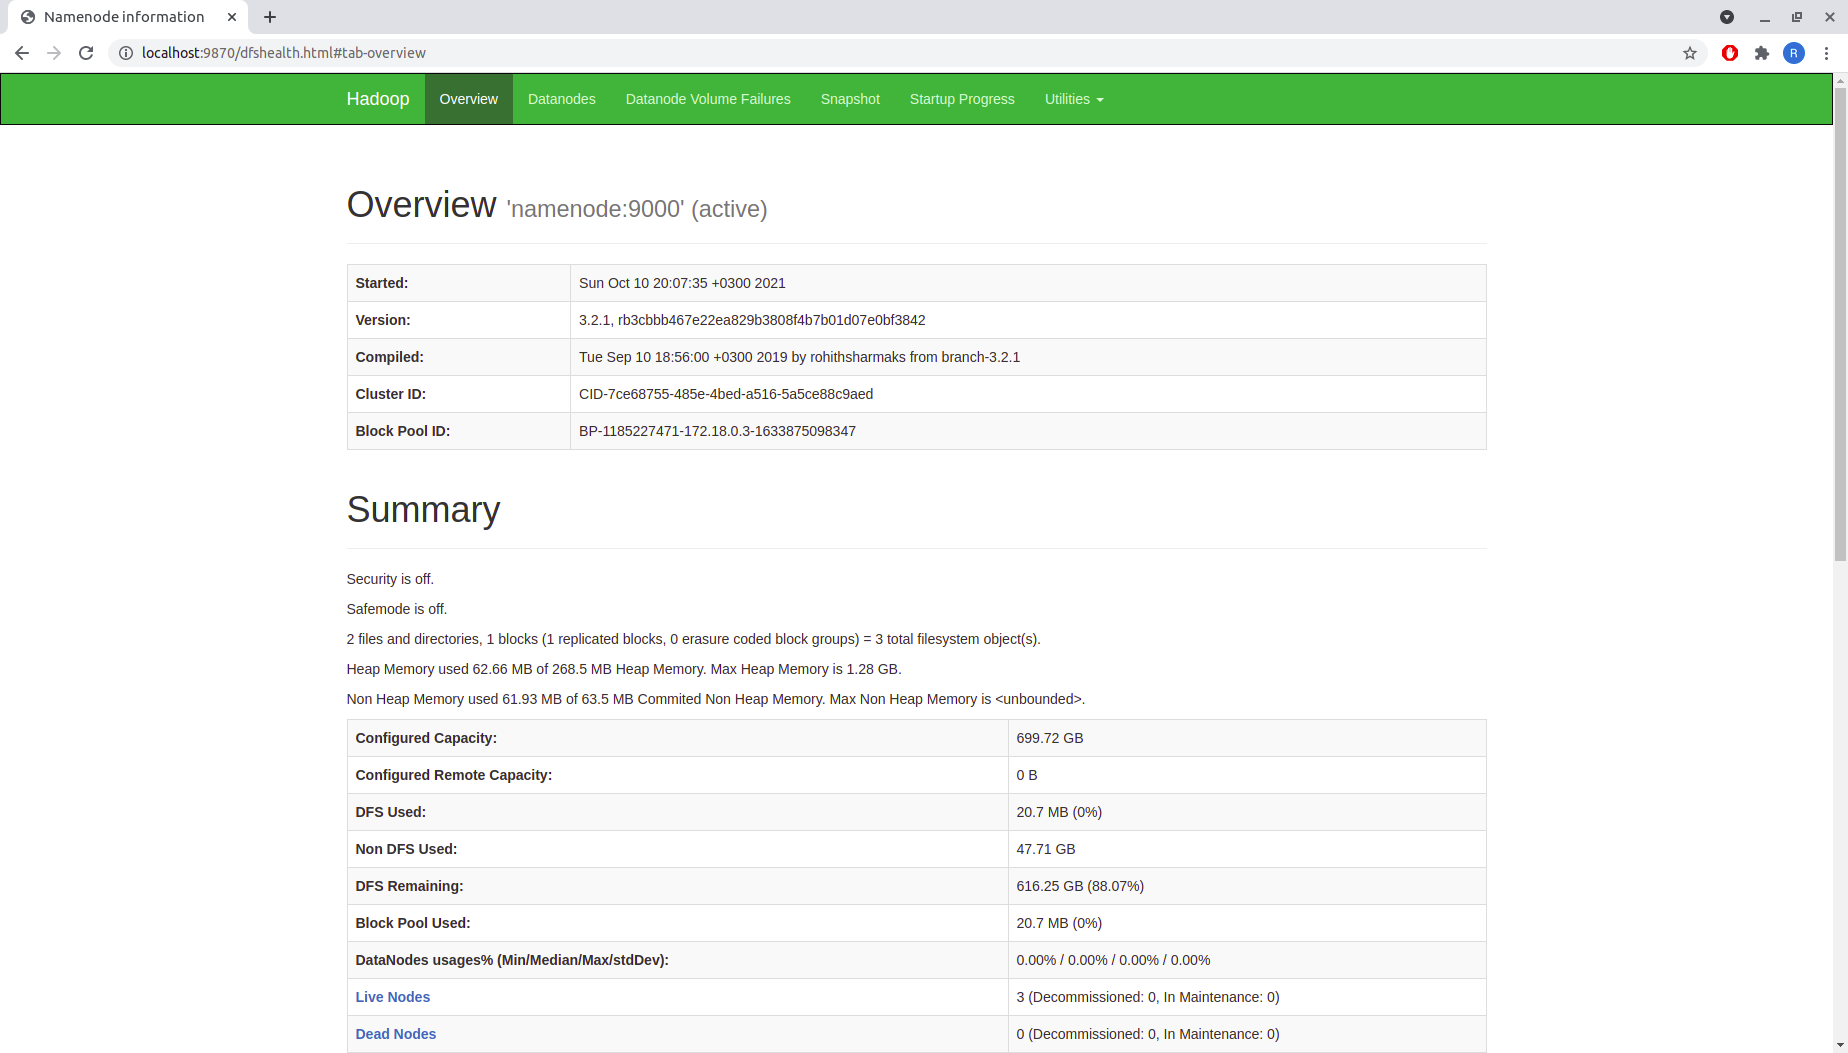 Namenode information
localhost:9870/dfshealth.html#tab-overview
R
Hadoop Overview Datanodes Datanode Volume Failures Snapshot Startup Progress Utilities
Overview 'namenode:9000' (active)
Started: Sun Oct 10 20:07:35 +0300 2021
Version: 3.2.1, rb3cbbb467e22ea829b3808f4b7b01d07e0bf3842
Compiled: Tue Sep 10 18:56:00 +0300 2019 by rohithsharmaks from branch-3.2.1
Cluster ID: CID-7ce68755-485e-4bed-a516-5a5ce88c9aed
Block Pool ID: BP-1185227471-172.18.0.3-1633875098347
Summary
Security is off.
Safemode is off.
2 files and directories, 1 blocks (1 replicated blocks, 0 erasure coded block groups) = 3 total filesystem object(s).
Heap Memory used 62.66 MB of 268.5 MB Heap Memory. Max Heap Memory is 1.28 GB.
Non Heap Memory used 61.93 MB of 63.5 MB Commited Non Heap Memory. Max Non Heap Memory is <unbounded>.
Configured Capacity: 699.72 GB
Configured Remote Capacity: 0 B
DFS Used: 20.7 MB (0%)
Non DFS Used: 47.71 GB
DFS Remaining: 616.25 GB (88.07%)
Block Pool Used: 20.7 MB (0%)
DataNodes usages% (Min/Median/Max/stdDev): 0.00% / 0.00% / 0.00% / 0.00%
Live Nodes 3 (Decommissioned: 0, In Maintenance: 0)
Dead Nodes 0 (Decommissioned: 0, In Maintenance: 0)